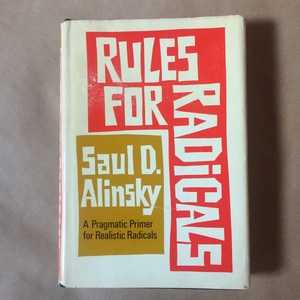 RULES
FOR
RADICALS
Saul D.
Alinsky
A Pragmatic Primer
for Realistic Radicals